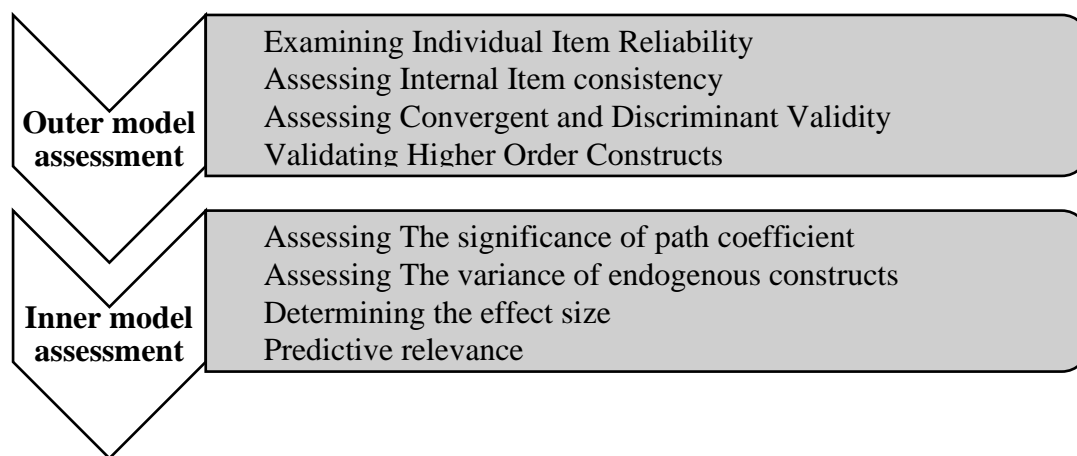 Outer model
assessment
Examining Individual Item Reliability
Assessing Internal Item consistency
Assessing Convergent and Discriminant Validity
Validating Higher Order Constructs
Inner model
assessment
Assessing The significance of path coefficient
Assessing The variance of endogenous constructs
Determining the effect size
Predictive relevance